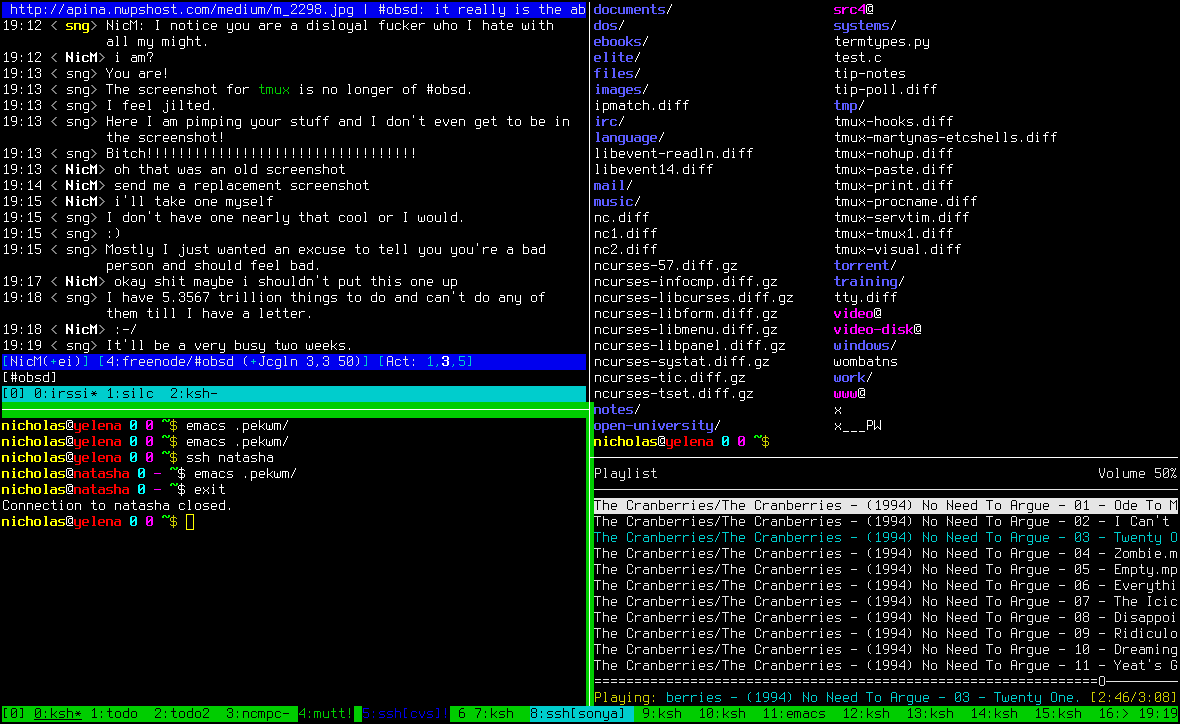 http://apina.nwpshost.com/medium/m_2298.jpg | #obsd: it really is the ab
19:12 < sng> NicM: I notice you are a disloyal fucker who I hate with
all my might.
19:12 < NicM> i am?
19:13 < sng> You are!
19:13 < sng> The screenshot for tmux is no longer of #obsd.
19:13 < sng> I feel jilted.
19:13 < sng> Here I am pimping your stuff and I don't even get to be in
the screenshot!
19:13 < sng> Bitch!!!!!!!!!!!!!!!!!!!!!!!!!!!!!!!!!!
19:13 < NicM> oh that was an old screenshot
19:14 < NicM> send me a replacement screenshot
19:15 < NicM> i'll take one myself
19:15 < sng> I don't have one nearly that cool or I would.
19:15 < sng> :)
19:15 < sng> Mostly I just wanted an excuse to tell you you're a bad
person and should feel bad.
19:17 < NicM> okay shit maybe i shouldn't put this one up
19:18 < sng> I have 5.3567 trillion things to do and can't do any of
them till I have a letter.
19:18 < NicM> :-/
19:19 < sng> It'll be a very busy two weeks.
[NicM(+ei)] [4:freenode/#obsd (+Jcgln 3,3 50)] [Act: 1,3,5]
[#obsd]
[0] 0:irssi* 1:silc  2:ksh-
nicholas@yelena 0 0 ~$ emacs .pekwm/
nicholas@yelena 0 0 ~$ emacs .pekwm/
nicholas@yelena 0 0 ~$ ssh natasha
nicholas@natasha 0 - ~$ emacs .pekwm/
nicholas@natasha 0 - ~$ exit
Connection to natasha closed.
nicholas@yelena 0 0 ~$
documents/ src4@
dos/ systems/
ebooks/ termtypes.py
elite/ test.c
files/ tip-notes
images/ tip-poll.diff
ipmatch.diff tmp/
irc/ tmux-hooks.diff
language/ tmux-martynas-etcshells.diff
libevent-readln.diff tmux-nohup.diff
libevent14.diff tmux-paste.diff
mail/ tmux-print.diff
music/ tmux-procname.diff
nc.diff tmux-servtim.diff
nc1.diff tmux-tmux1.diff
nc2.diff tmux-visual.diff
ncurses-57.diff.gz torrent/
ncurses-infocmp.diff.gz training/
ncurses-libcurses.diff.gz tty.diff
ncurses-libform.diff.gz video@
ncurses-libmenu.diff.gz video-disk@
ncurses-libpanel.diff.gz windows/
ncurses-systat.diff.gz wombatns
ncurses-tic.diff.gz work/
ncurses-tset.diff.gz www@
notes/ x
open-university/ x___PW
nicholas@yelena 0 0 ~$
Playlist Volume 50%
The Cranberries/The Cranberries - (1994) No Need To Argue - 01 - Ode To M
The Cranberries/The Cranberries - (1994) No Need To Argue - 02 - I Can't
The Cranberries/The Cranberries - (1994) No Need To Argue - 03 - Twenty O
The Cranberries/The Cranberries - (1994) No Need To Argue - 04 - Zombie.m
The Cranberries/The Cranberries - (1994) No Need To Argue - 05 - Empty.mp
The Cranberries/The Cranberries - (1994) No Need To Argue - 06 - Everythi
The Cranberries/The Cranberries - (1994) No Need To Argue - 07 - The Icic
The Cranberries/The Cranberries - (1994) No Need To Argue - 08 - Disappoi
The Cranberries/The Cranberries - (1994) No Need To Argue - 09 - Ridiculo
The Cranberries/The Cranberries - (1994) No Need To Argue - 10 - Dreaming
The Cranberries/The Cranberries - (1994) No Need To Argue - 11 - Yeat's G
Playing: berries - (1994) No Need To Argue - 03 - Twenty One. [2:46/3:08]
[0] 0:ksh* 1:todo  2:todo2  3:ncmpc- 4:mutt! 5:ssh[cvs]! 6 7:ksh  8:ssh[sonya]  9:ksh  10:ksh  11:emacs  12:ksh  13:ksh  14:ksh  15:ksh  16:> 19:19